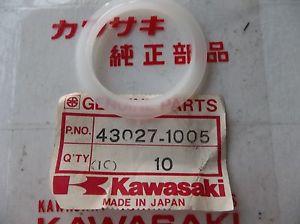 カワサキ
純正部品
GENUINE PARTS
P.NO. 43027-1005
Q'TY (10) 10
Kawasaki
MADE IN JAPAN
KAWASAKI